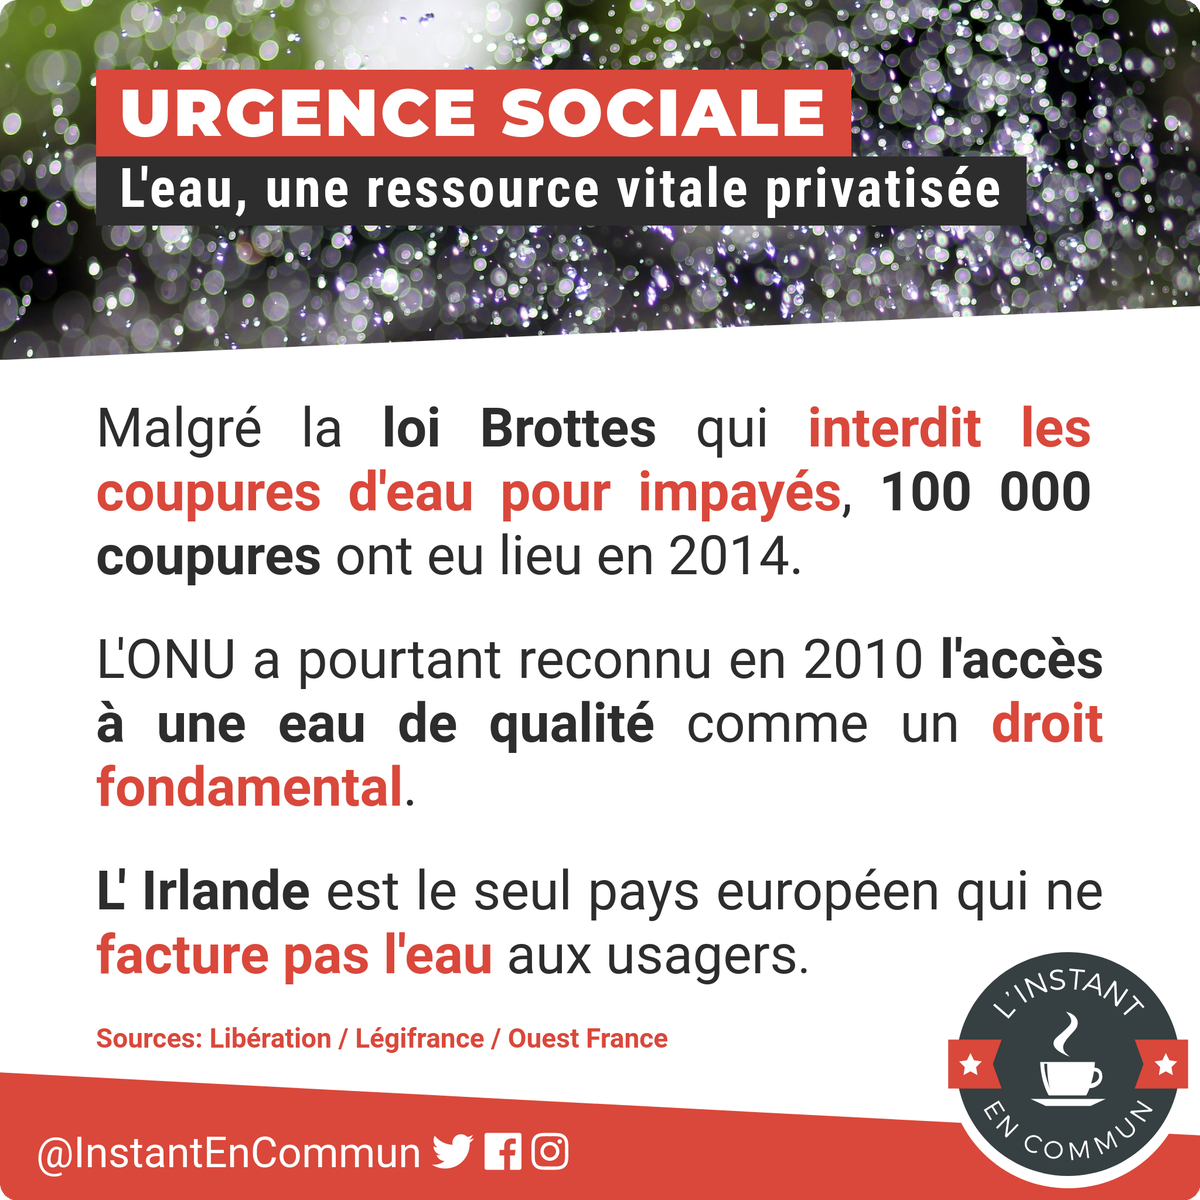 URGENCE SOCIALE
L'eau, une ressource vitale privatisée
Malgré la loi Brottes qui interdit les
coupures d'eau pour impayés, 100 000
coupures ont eu lieu en 2014.
L'ONU a pourtant reconnu en 2010 l'accès
à une eau de qualité comme un droit
fondamental.
L' Irlande est le seul pays européen qui ne
facture pas l'eau aux usagers.
Sources: Libération / Légifrance / Ouest France
L'INSTANT
EN COMMUN
@InstantEnCommun